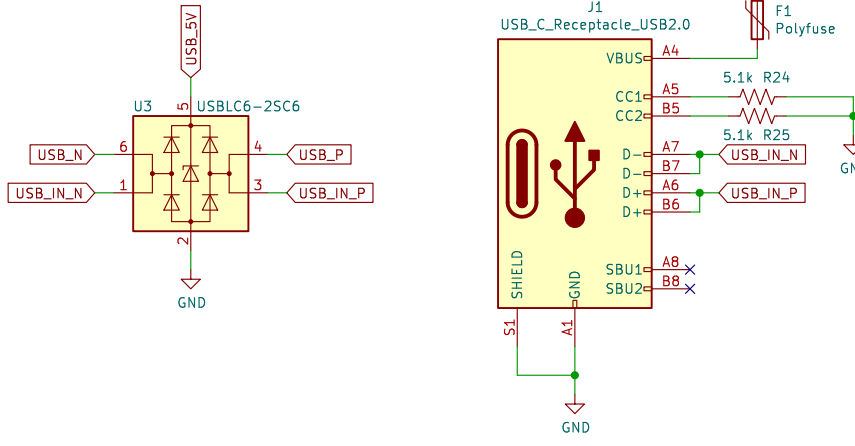 USB_5V
U3
USBLC6-2SC6
5
USB_N
6
4
USB_P
USB_IN_N
1
3
USB_IN_P
2
GND
J1
USB_C_Receptacle_USB2.0
F1
Polyfuse
VBUS
A4
5.1k R24
CC1
A5
CC2
B5
5.1k R25
D-
A7
USB_IN_N
D-
B7
D+
A6
USB_IN_P
D+
B6
SBU1
A8
SBU2
B8
SHIELD
GND
S1
A1
GND